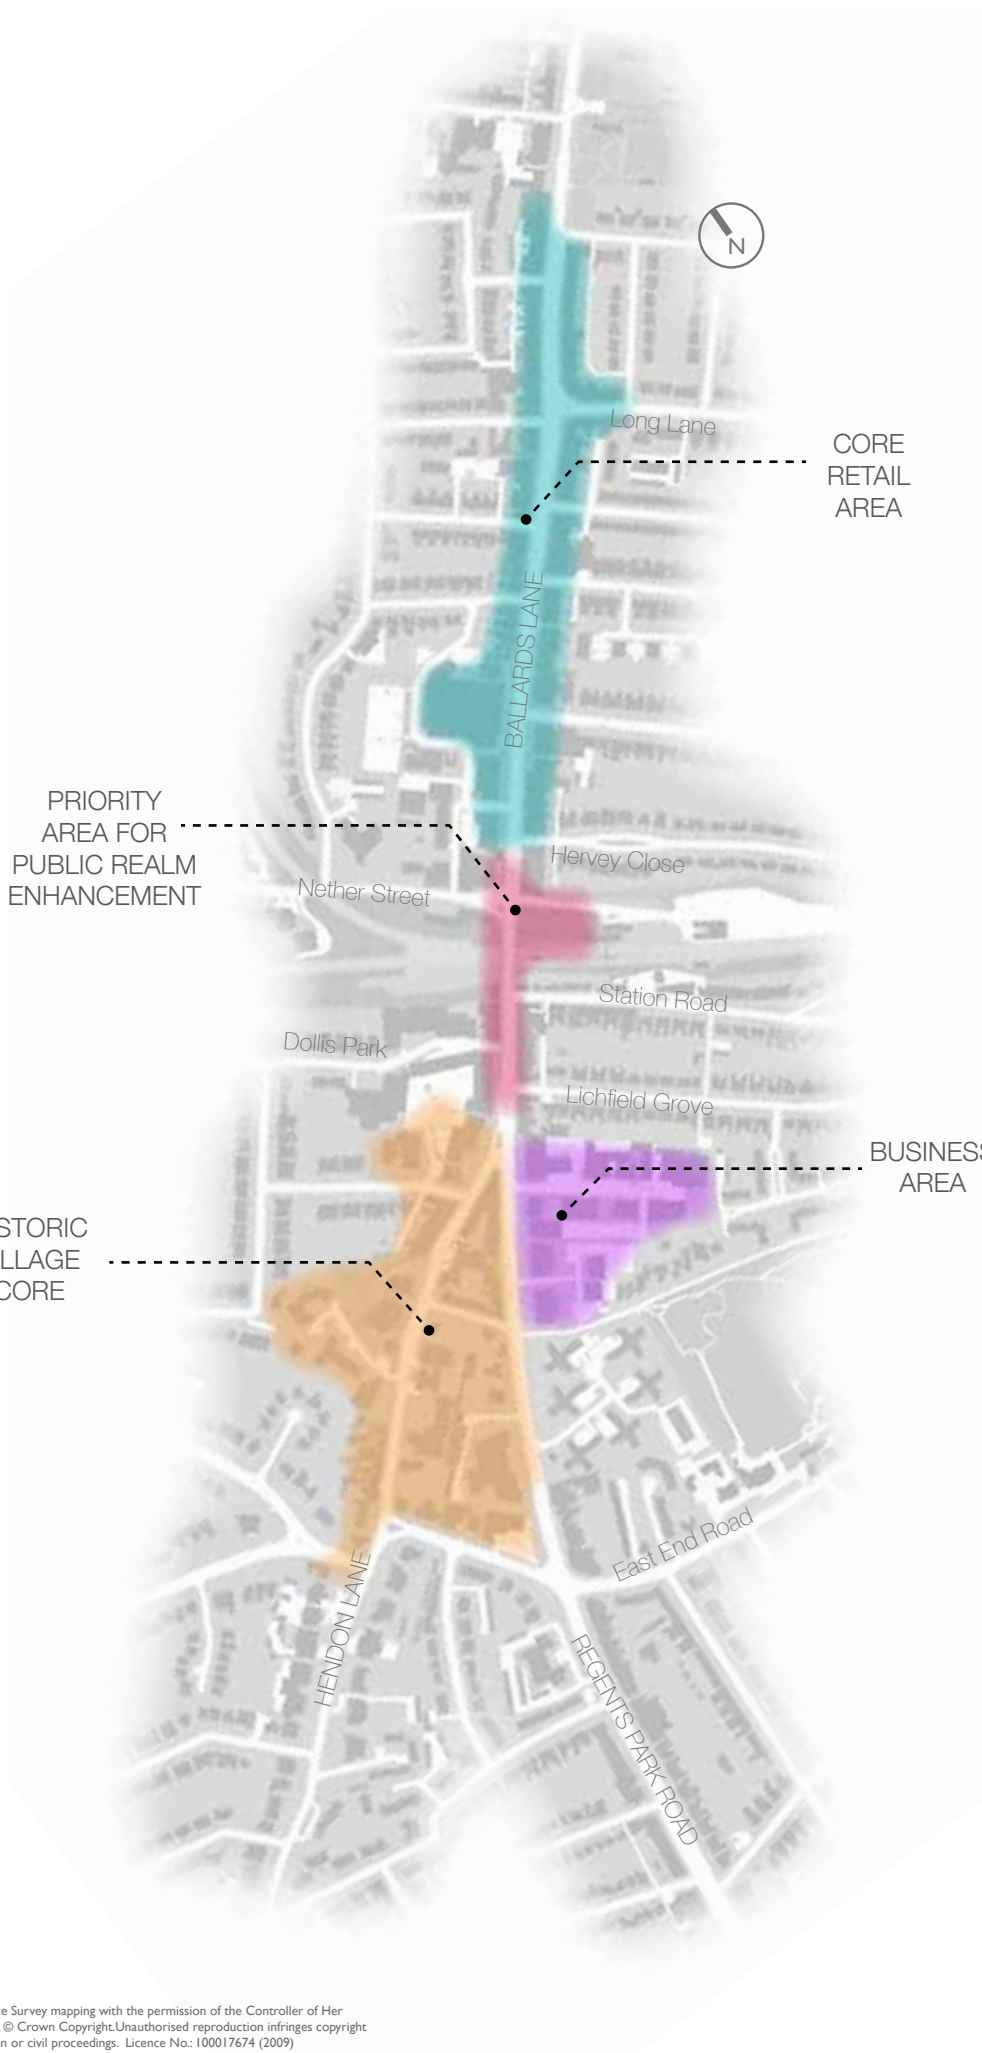 N
Long Lane
CORE
RETAIL
AREA
BALLARDS LANE
PRIORITY
AREA FOR
PUBLIC REALM
ENHANCEMENT
Hervey Close
Nether Street
Station Road
Dollis Park
Lichfield Grove
BUSINESS
AREA
STORIC
LLAGE
CORE
East End Road
HENDON LANE
REGENTS PARK ROAD
e Survey mapping with the permission of the Controller of Her
© Crown Copyright.Unauthorised reproduction infringes copyright
n or civil proceedings. Licence No.: 100017674 (2009)